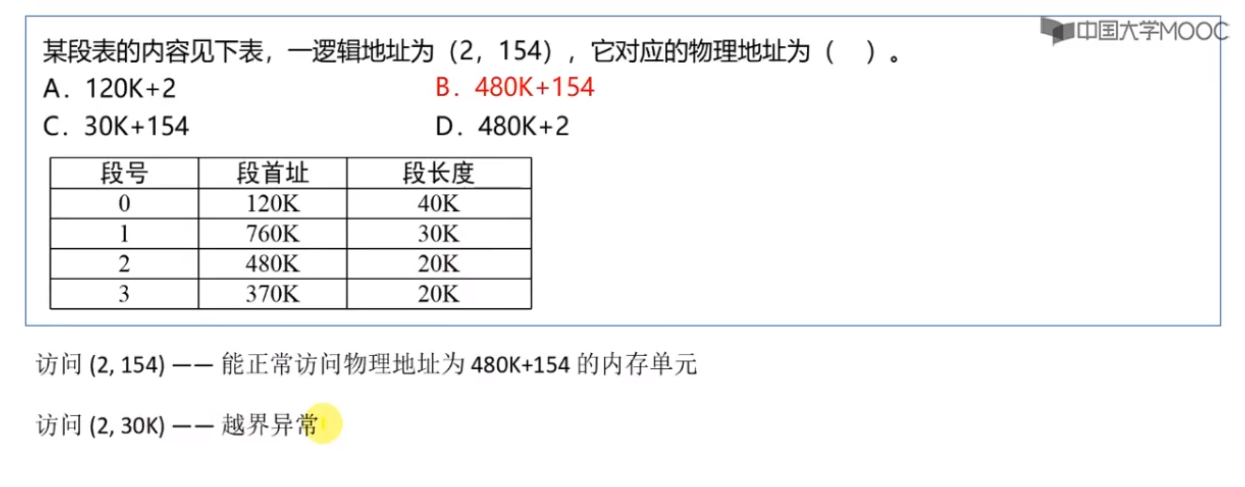 中国大学MOOC
某段表的内容见下表，一逻辑地址为（2，154），它对应的物理地址为（ ）。
A．120K+2 B．480K+154
C．30K+154 D．480K+2
段号 段首址 段长度
0 120K 40K
1 760K 30K
2 480K 20K
3 370K 20K
访问 (2, 154) —— 能正常访问物理地址为 480K+154 的内存单元
访问 (2, 30K) —— 越界异常